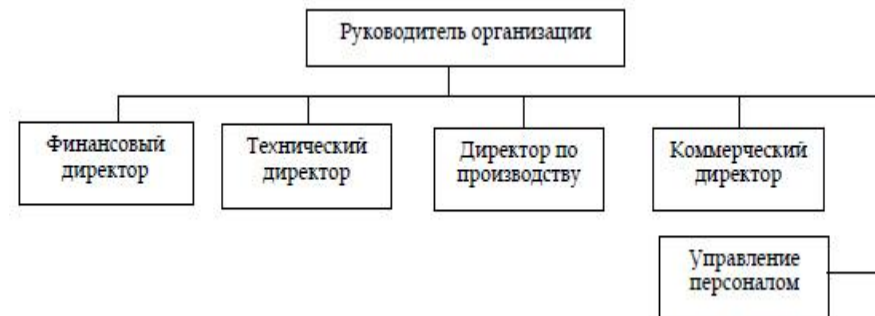 Руководитель организации
Финансовый
директор
Технический
директор
Директор по
производству
Коммерческий
директор
Управление
персоналом